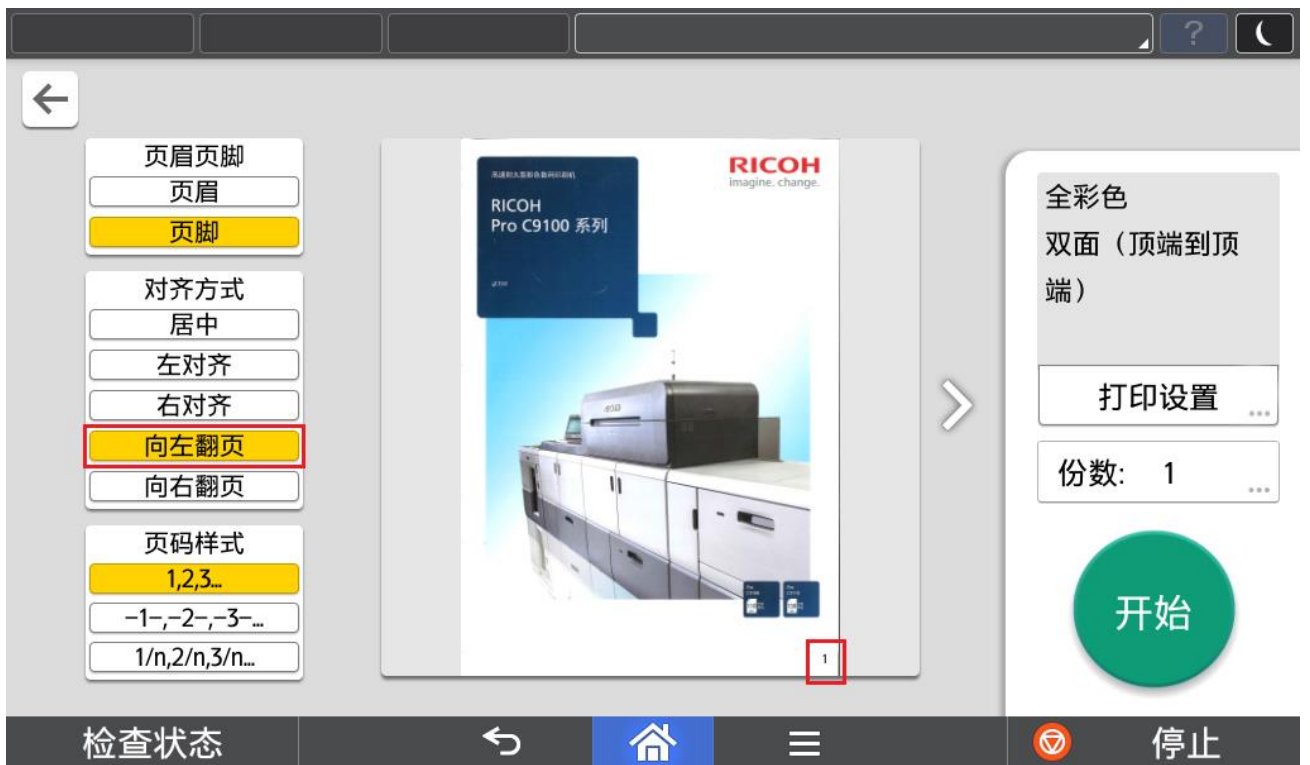 ?
页眉页脚
页眉
页脚
对齐方式
居中
左对齐
右对齐
向左翻页
向右翻页
页码样式
1,2,3...
-1-,-2-,-3-...
1/n,2/n,3/n...
RICOH
Pro C9100 系列
RICOH
imagine. change.
RICOH
1
全彩色
双面（顶端到顶
端）
打印设置
份数: 1
开始
检查状态
停止